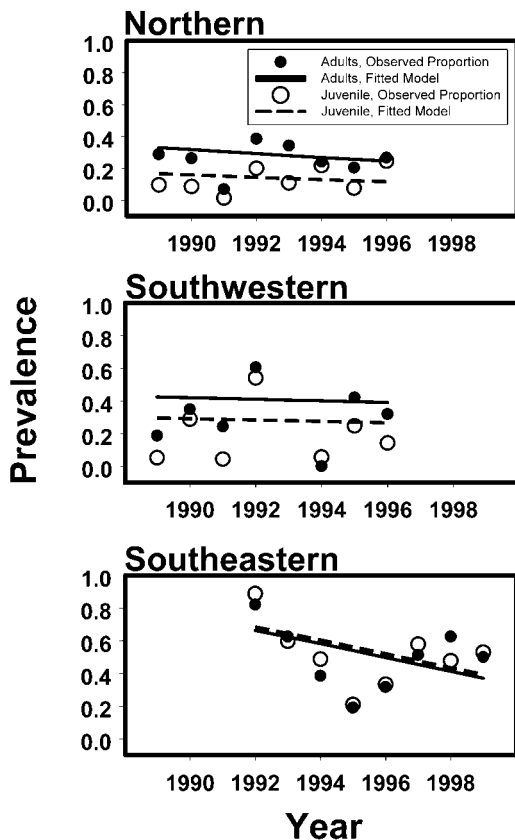 Northern
1.0
0.8
0.6
0.4
0.2
0.0
Adults, Observed Proportion
Adults, Fitted Model
Juvenile, Observed Proportion
Juvenile, Fitted Model
1990 1992 1994 1996 1998
Southwestern
1.0
0.8
0.6
0.4
0.2
0.0
1990 1992 1994 1996 1998
Prevalence
Southeastern
1.0
0.8
0.6
0.4
0.2
0.0
1990 1992 1994 1996 1998
Year